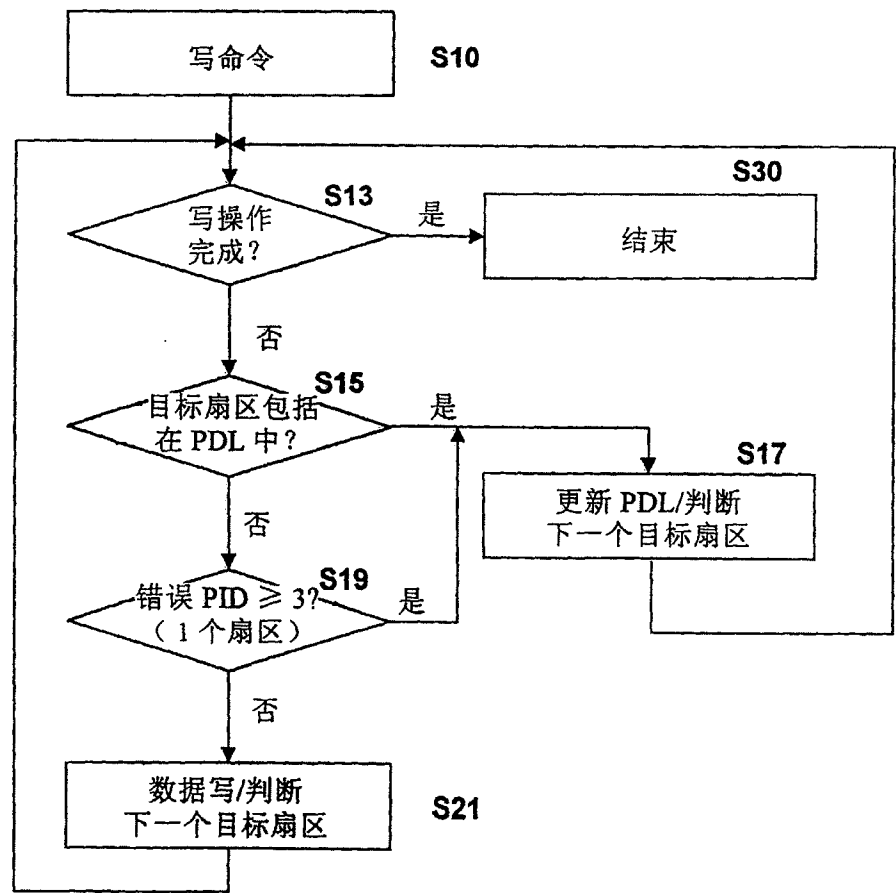 写命令
S10
S30
S13
写操作
完成？
是
结束
否
S15
目标扇区包括
在 PDL 中？
是
S17
更新 PDL/判断
下一个目标扇区
否
S19
错误 PID ≥ 3?
（1 个扇区）
是
否
数据写/判断
下一个目标扇区
S21